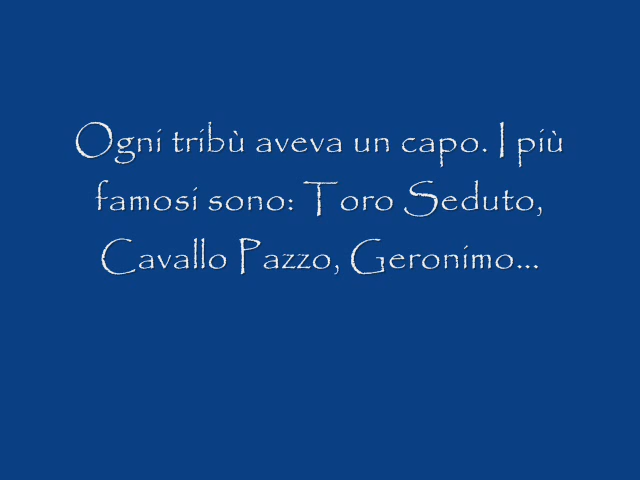 Ogni tribù aveva un capo. I più
famosi sono: Toro Seduto,
Cavallo Pazzo, Geronimo...